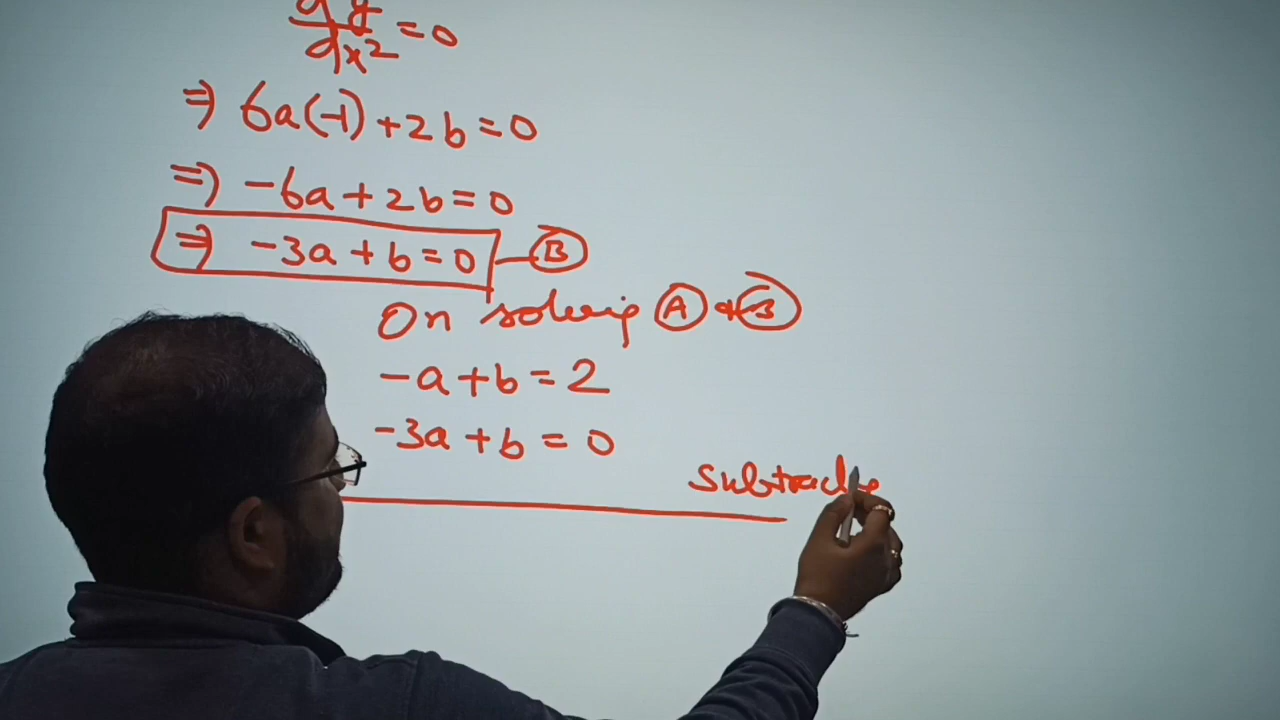 d²y/dx² = 0
⇒ 6a(-1) + 2b = 0
⇒ -6a + 2b = 0
⇒ -3a + b = 0 — B
On solving A & B
-a + b = 2
-3a + b = 0